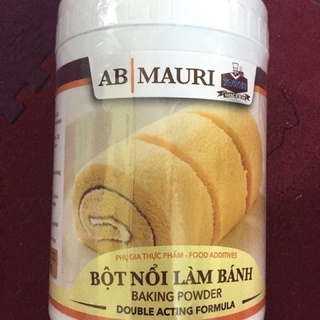 AB MAURI
PHỤ GIA THỰC PHẨM - FOOD ADDITIVES
BỘT NỔI LÀM BÁNH
BAKING POWDER
DOUBLE ACTING FORMULA